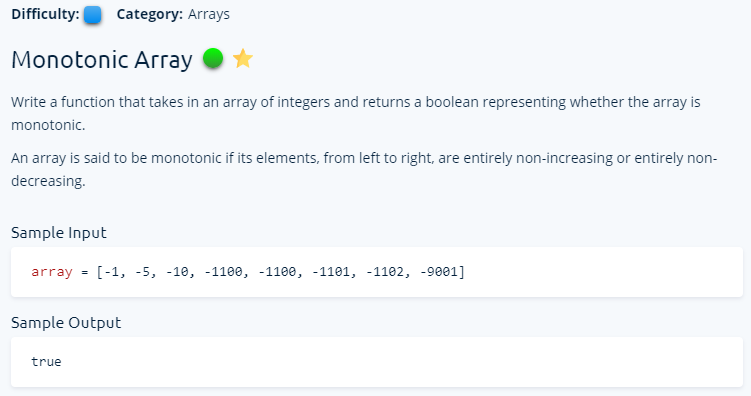 Difficulty: Category: Arrays
Monotonic Array
Write a function that takes in an array of integers and returns a boolean representing whether the array is
monotonic.
An array is said to be monotonic if its elements, from left to right, are entirely non-increasing or entirely non-
decreasing.
Sample Input
array = [-1, -5, -10, -1100, -1100, -1101, -1102, -9001]
Sample Output
true